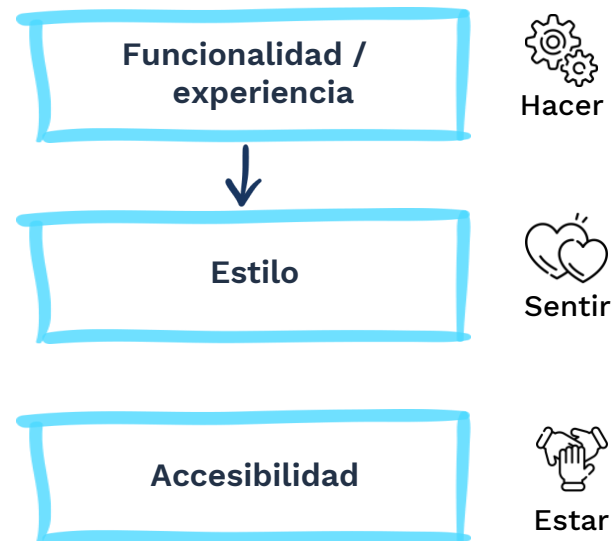 Funcionalidad /
experiencia
Hacer
Estilo
Sentir
Accesibilidad
Estar